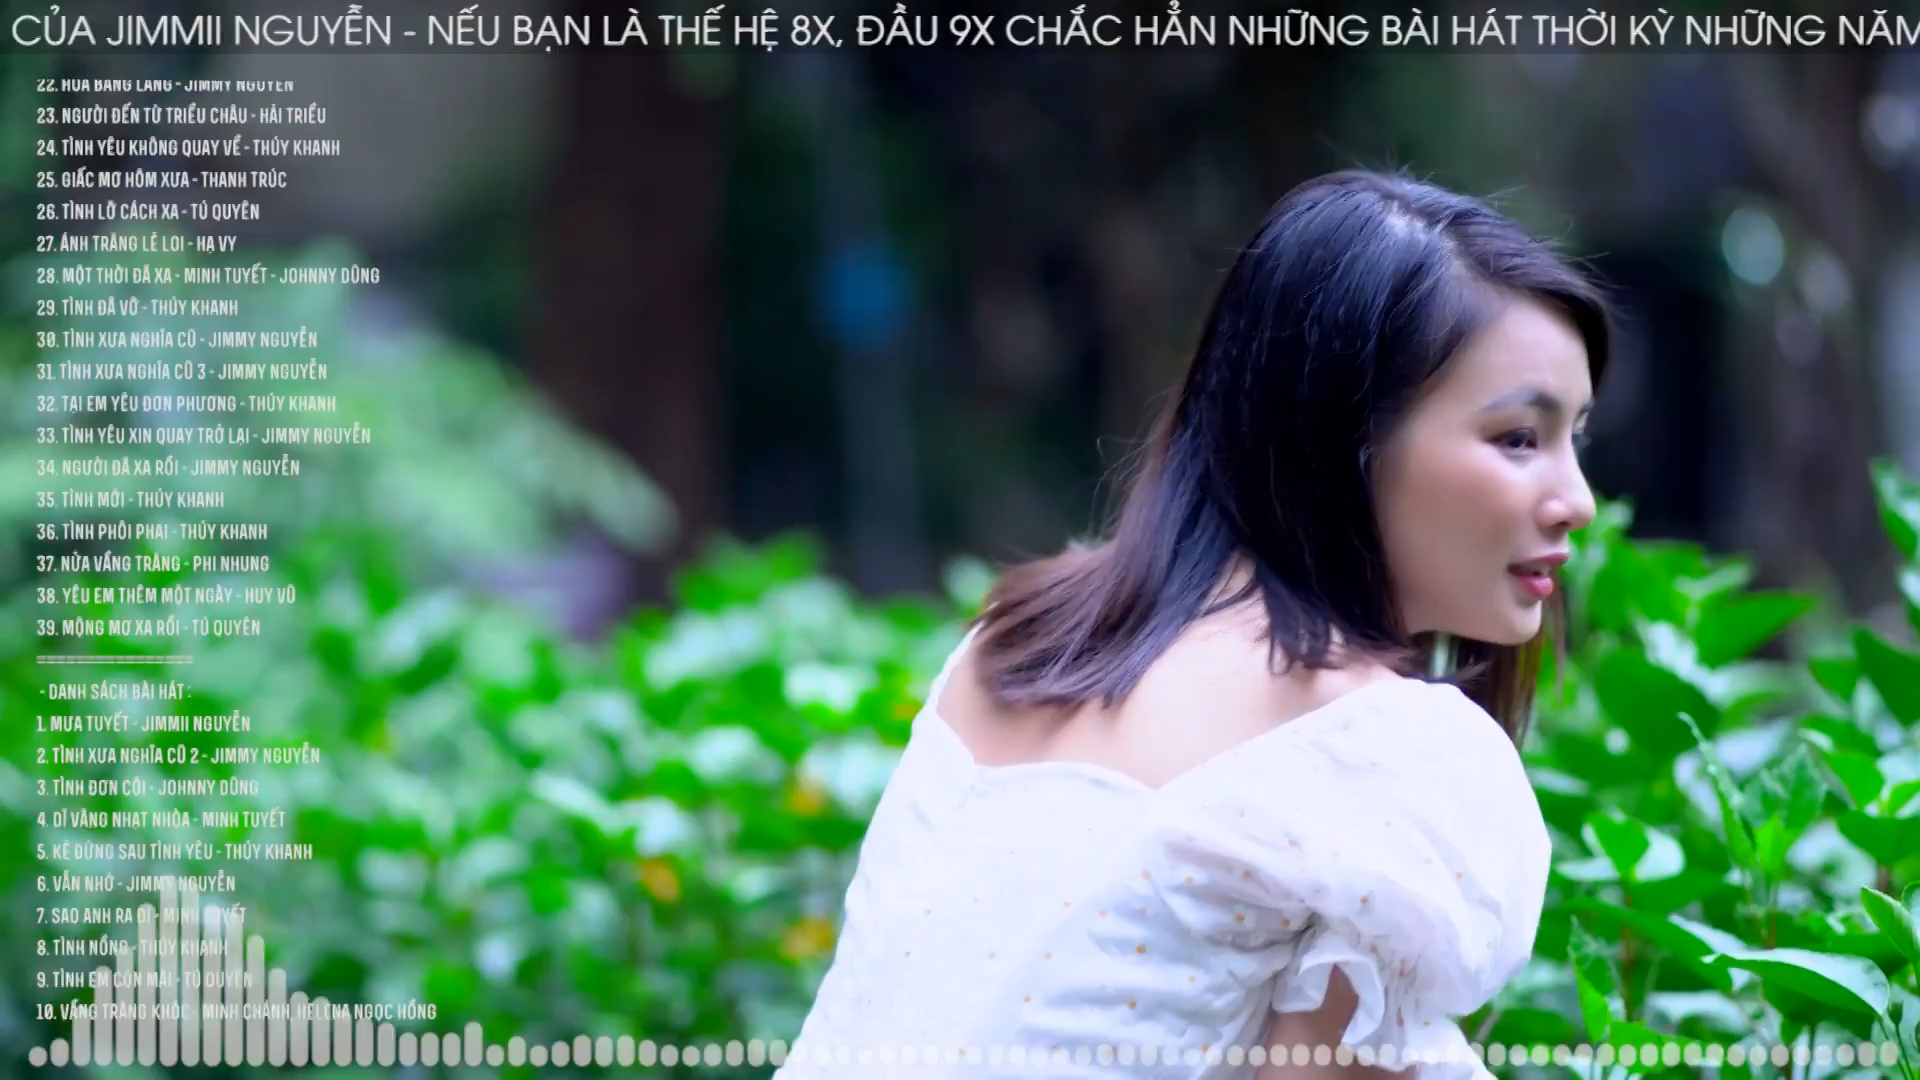 CỦA JIMMII NGUYỄN - NẾU BẠN LÀ THẾ HỆ 8X, ĐẦU 9X CHẮC HẲN NHỮNG BÀI HÁT THỜI KỲ NHỮNG NĂM
22. HOA BẰNG LĂNG - JIMMY NGUYỄN
23. NGƯỜI ĐẾN TỪ TRIỀU CHÂU - HẢI TRIỀU
24. TÌNH YÊU KHÔNG QUAY VỀ - THÚY KHANH
25. GIẤC MƠ HÔM XƯA - THANH TRÚC
26. TÌNH LỠ CÁCH XA - TÚ QUYÊN
27. ÁNH TRĂNG LẺ LOI - HẠ VY
28. MỘT THỜI ĐÃ XA - MINH TUYẾT - JOHNNY DŨNG
29. TÌNH ĐÃ VỠ - THÚY KHANH
30. TÌNH XƯA NGHĨA CŨ - JIMMY NGUYỄN
31. TÌNH XƯA NGHĨA CŨ 3 - JIMMY NGUYỄN
32. TẠI EM YÊU ĐƠN PHƯƠNG - THÚY KHANH
33. TÌNH YÊU XIN QUAY TRỞ LẠI - JIMMY NGUYỄN
34. NGƯỜI ĐÃ XA RỒI - JIMMY NGUYỄN
35. TÌNH MỚI - THÚY KHANH
36. TÌNH PHÔI PHAI - THÚY KHANH
37. NỬA VẦNG TRĂNG - PHI NHUNG
38. YÊU EM THÊM MỘT NGÀY - HUY VŨ
39. MỘNG MƠ XA RỒI - TÚ QUYÊN
==================
- DANH SÁCH BÀI HÁT :
1. MƯA TUYẾT - JIMMII NGUYỄN
2. TÌNH XƯA NGHĨA CŨ 2 - JIMMY NGUYỄN
3. TÌNH ĐƠN CÔI - JOHNNY DŨNG
4. DĨ VÃNG NHẠT NHÒA - MINH TUYẾT
5. KẺ ĐỨNG SAU TÌNH YÊU - THÚY KHANH
6. VẪN NHỚ - JIMMY NGUYỄN
7. SAO ANH RA ĐI - MINH TUYẾT
8. TÌNH NỒNG - THÚY KHANH
9. TÌNH EM CÒN MÃI - TÚ QUYÊN
10. VẦNG TRĂNG KHÓC - MINH CHÁNH, HELENA NGỌC HỒNG